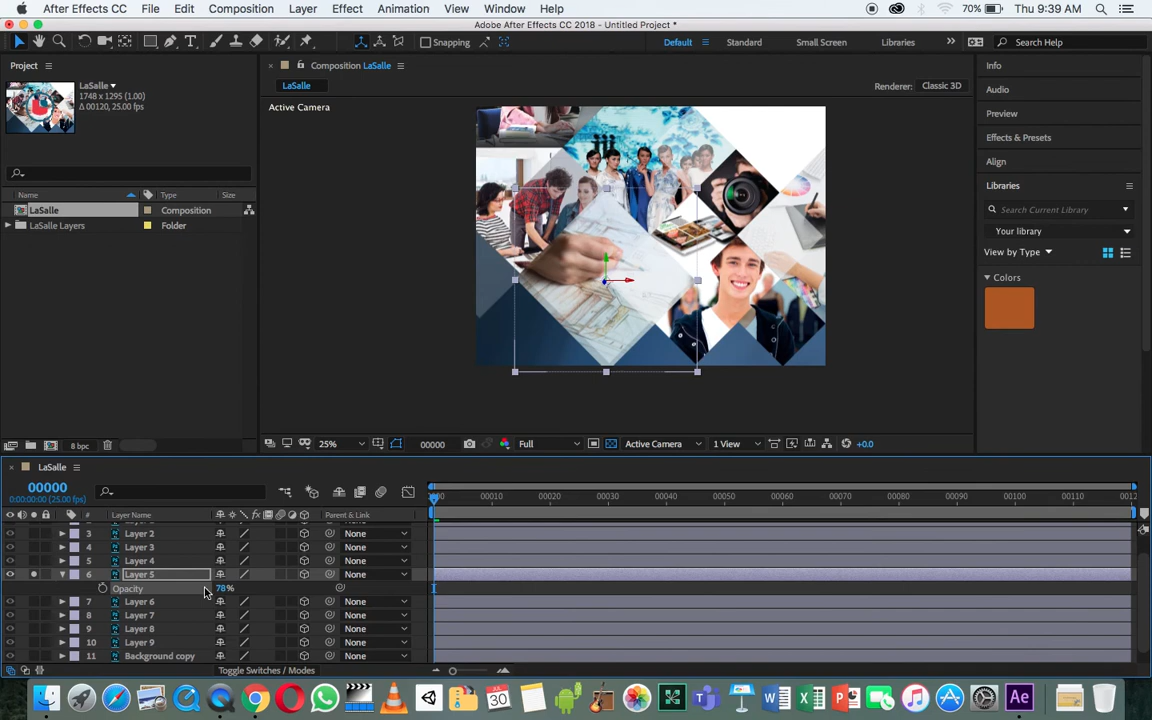 After Effects CC File Edit Composition Layer Effect Animation View Window Help 70% Thu 9:39 AM
Adobe After Effects CC 2018 - Untitled Project *
Snapping Default Standard Small Screen Libraries Search Help
Project
Composition LaSalle
LaSalle
1748 x 1295 (1.00)
Δ 00120, 25.00 fps
LaSalle
Renderer: Classic 3D
Active Camera
Name Type Size
LaSalle Composition
LaSalle Layers Folder
Info
Audio
Preview
Effects & Presets
Align
Libraries
Search Current Library
Your library
View by Type
Colors
8 bpc
25% 00000 Full Active Camera 1 View +0.0
LaSalle
00000
0:00:00:00 (25.00 fps)
00010 00020 00030 00040 00050 00060 00070 00080 00090 00100 00110 0012
# Layer Name Parent & Link
3 Layer 2 None
4 Layer 3 None
5 Layer 4 None
6 Layer 5 None
Opacity 78%
7 Layer 6 None
8 Layer 7 None
9 Layer 8 None
10 Layer 9 None
11 Background copy None
Toggle Switches / Modes